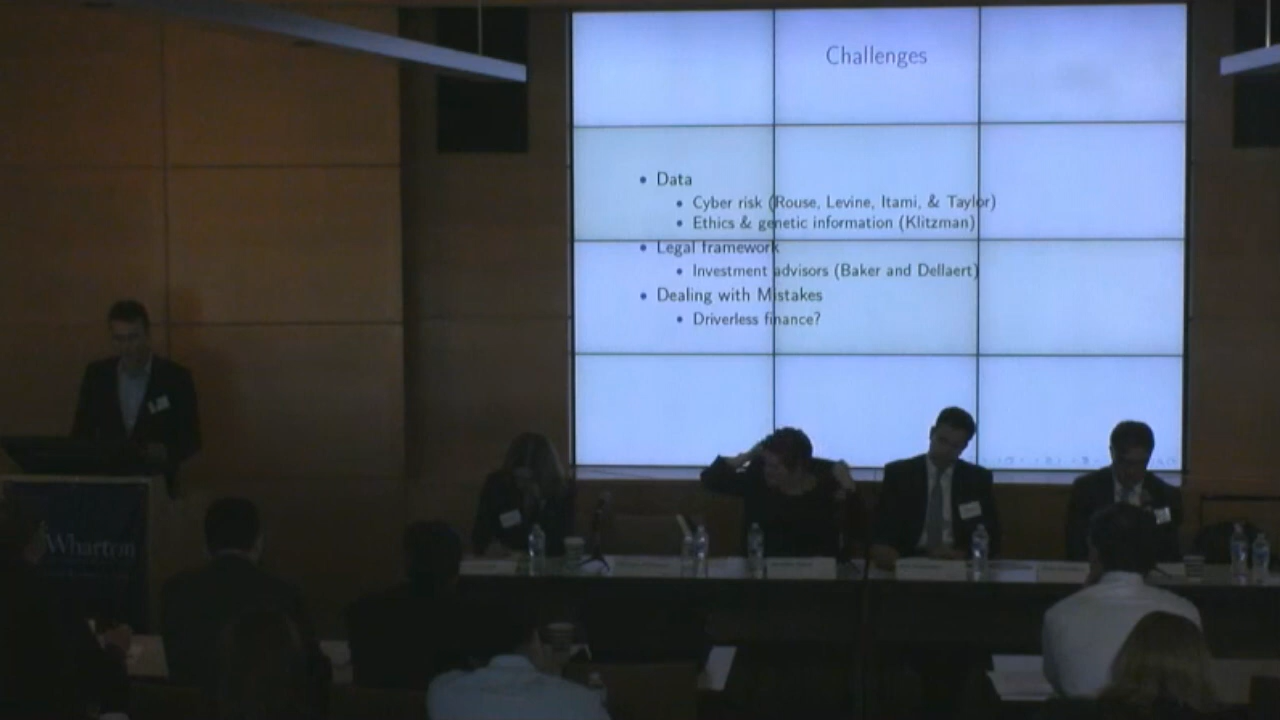 Challenges
• Data
• Cyber risk (Rouse, Levine, Itami, & Taylor)
• Ethics & genetic information (Klitzman)
• Legal framework
• Investment advisors (Baker and Dellaert)
• Dealing with Mistakes
• Driverless finance?
Wharton